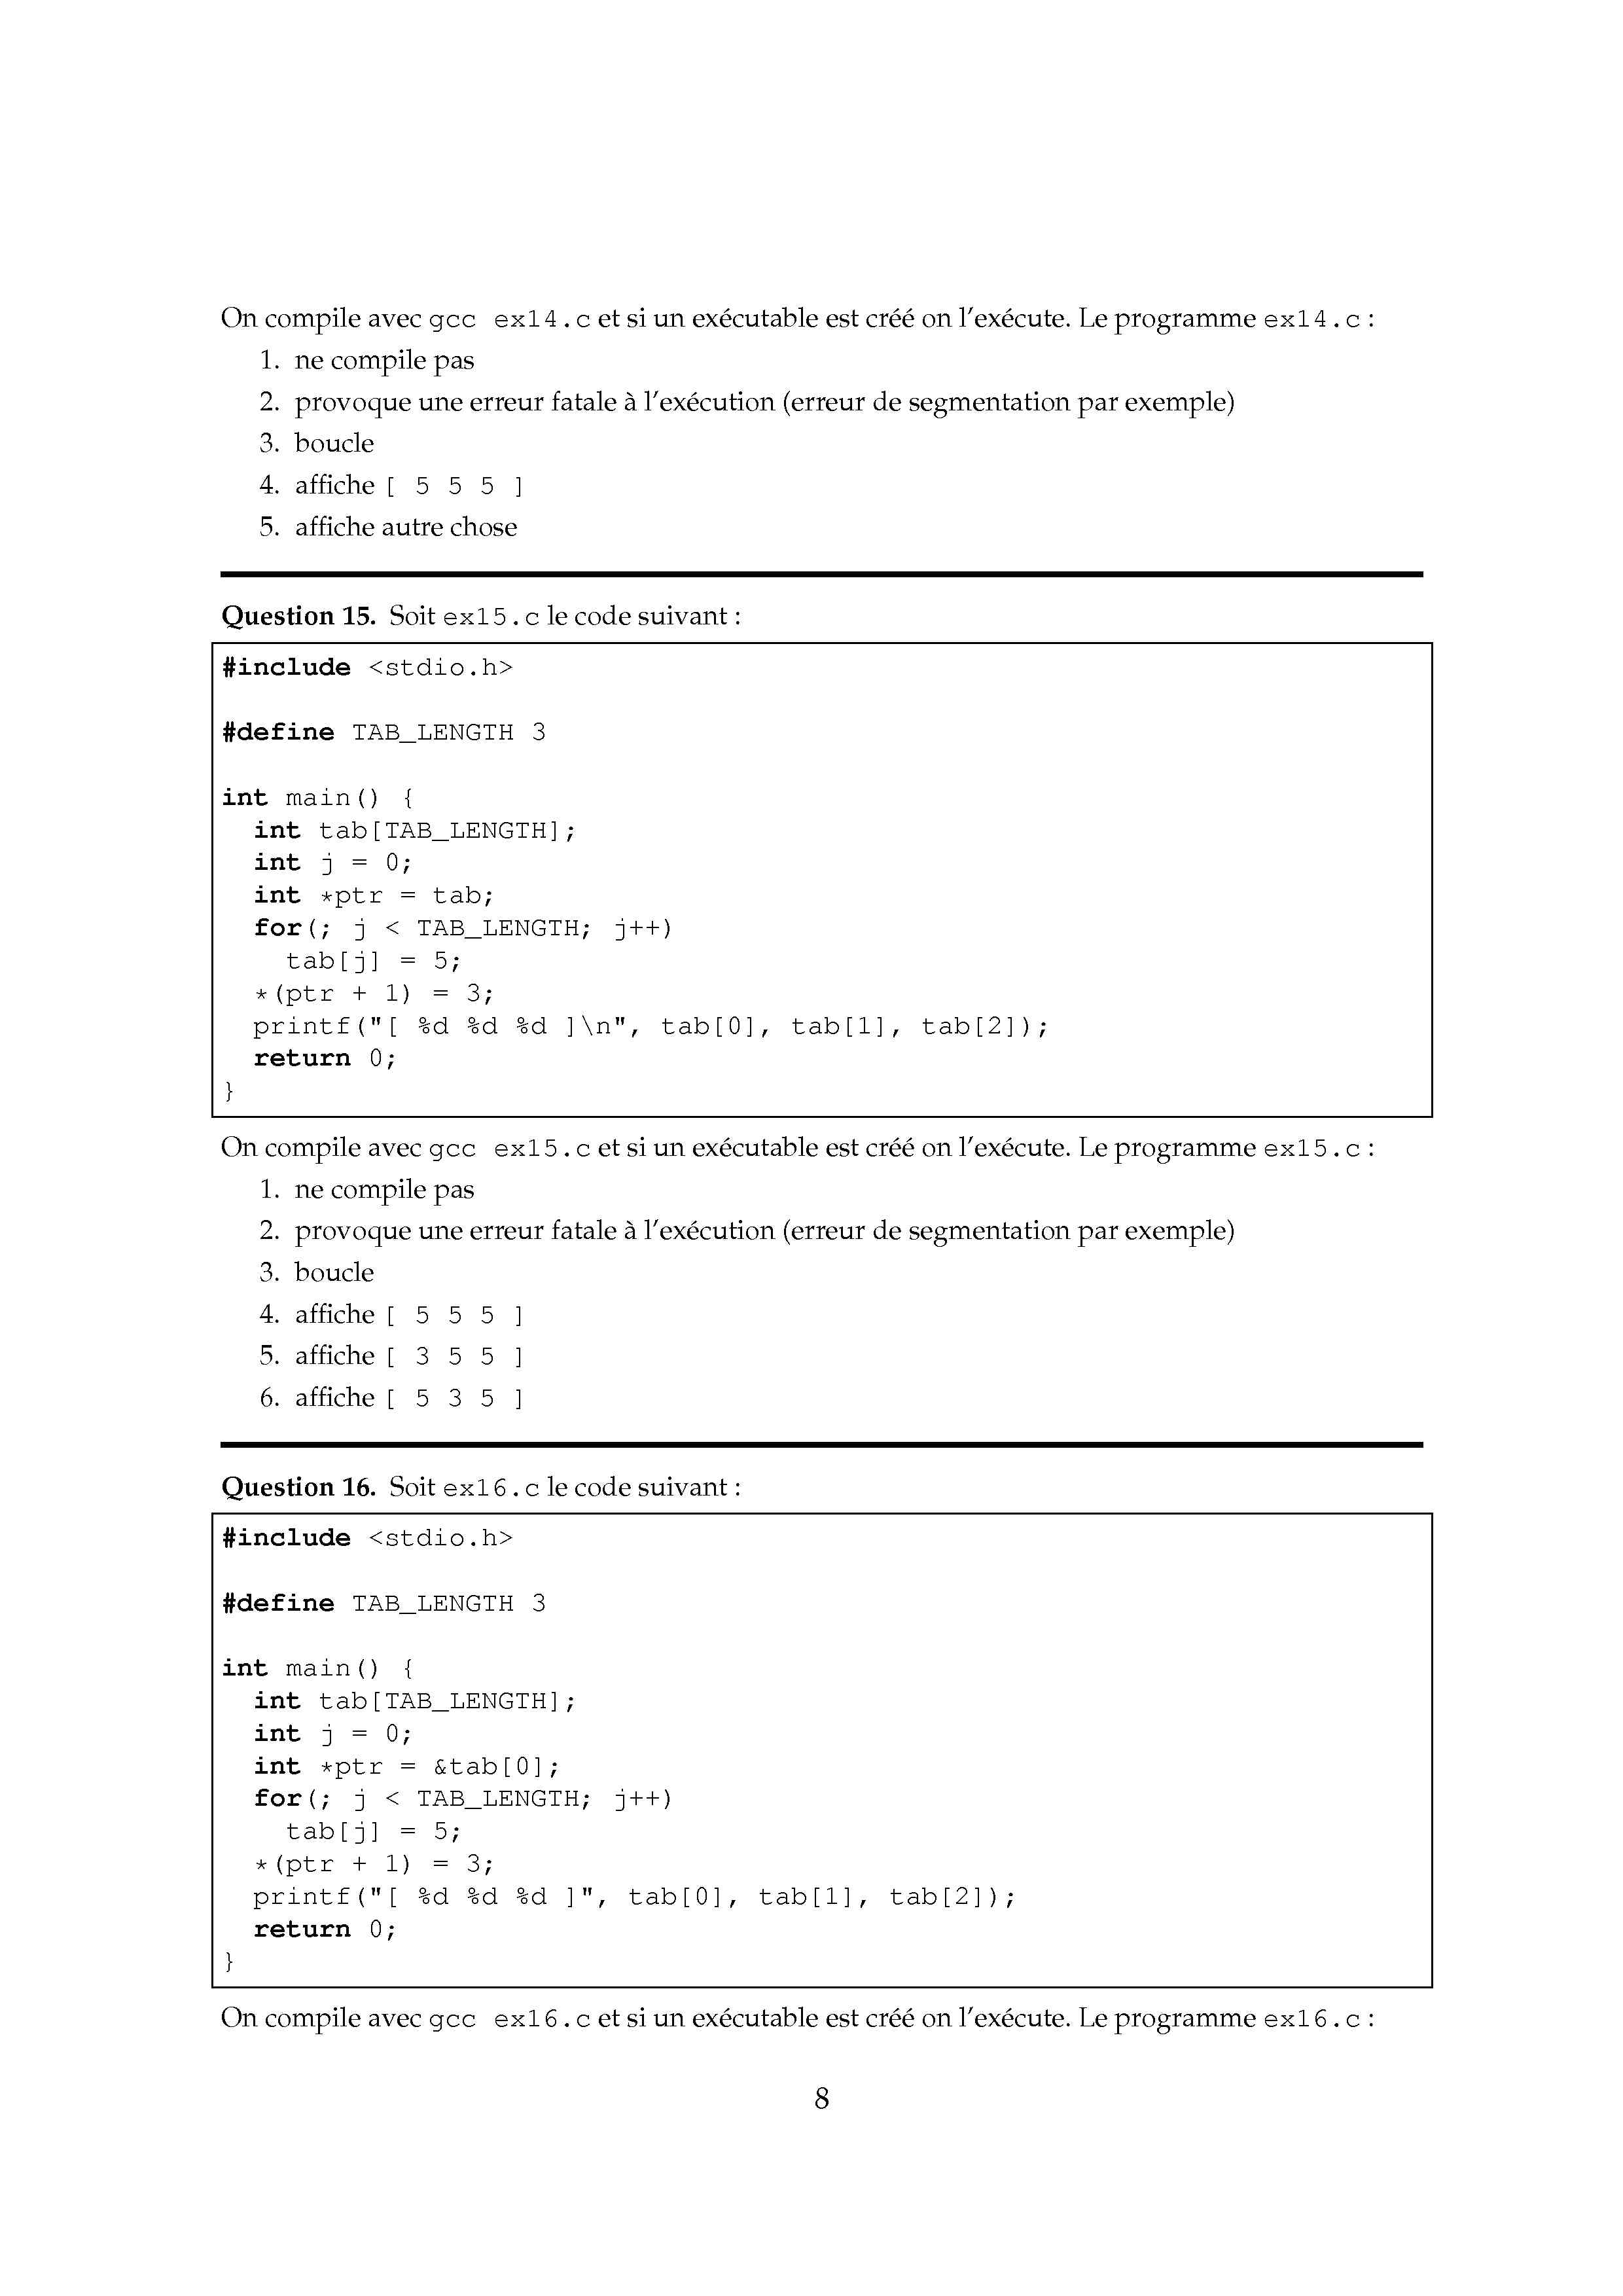 On compile avec gcc ex14.c et si un exécutable est créé on l'exécute. Le programme ex14.c :
1. ne compile pas
2. provoque une erreur fatale à l'exécution (erreur de segmentation par exemple)
3. boucle
4. affiche [ 5 5 5 ]
5. affiche autre chose
Question 15. Soit ex15.c le code suivant :
#include <stdio.h>
#define TAB_LENGTH 3
int main() {
  int tab[TAB_LENGTH];
  int j = 0;
  int *ptr = tab;
  for(; j < TAB_LENGTH; j++)
    tab[j] = 5;
  *(ptr + 1) = 3;
  printf("[ %d %d %d ]\n", tab[0], tab[1], tab[2]);
  return 0;
}
On compile avec gcc ex15.c et si un exécutable est créé on l'exécute. Le programme ex15.c :
1. ne compile pas
2. provoque une erreur fatale à l'exécution (erreur de segmentation par exemple)
3. boucle
4. affiche [ 5 5 5 ]
5. affiche [ 3 5 5 ]
6. affiche [ 5 3 5 ]
Question 16. Soit ex16.c le code suivant :
#include <stdio.h>
#define TAB_LENGTH 3
int main() {
  int tab[TAB_LENGTH];
  int j = 0;
  int *ptr = &tab[0];
  for(; j < TAB_LENGTH; j++)
    tab[j] = 5;
  *(ptr + 1) = 3;
  printf("[ %d %d %d ]", tab[0], tab[1], tab[2]);
  return 0;
}
On compile avec gcc ex16.c et si un exécutable est créé on l'exécute. Le programme ex16.c :
8